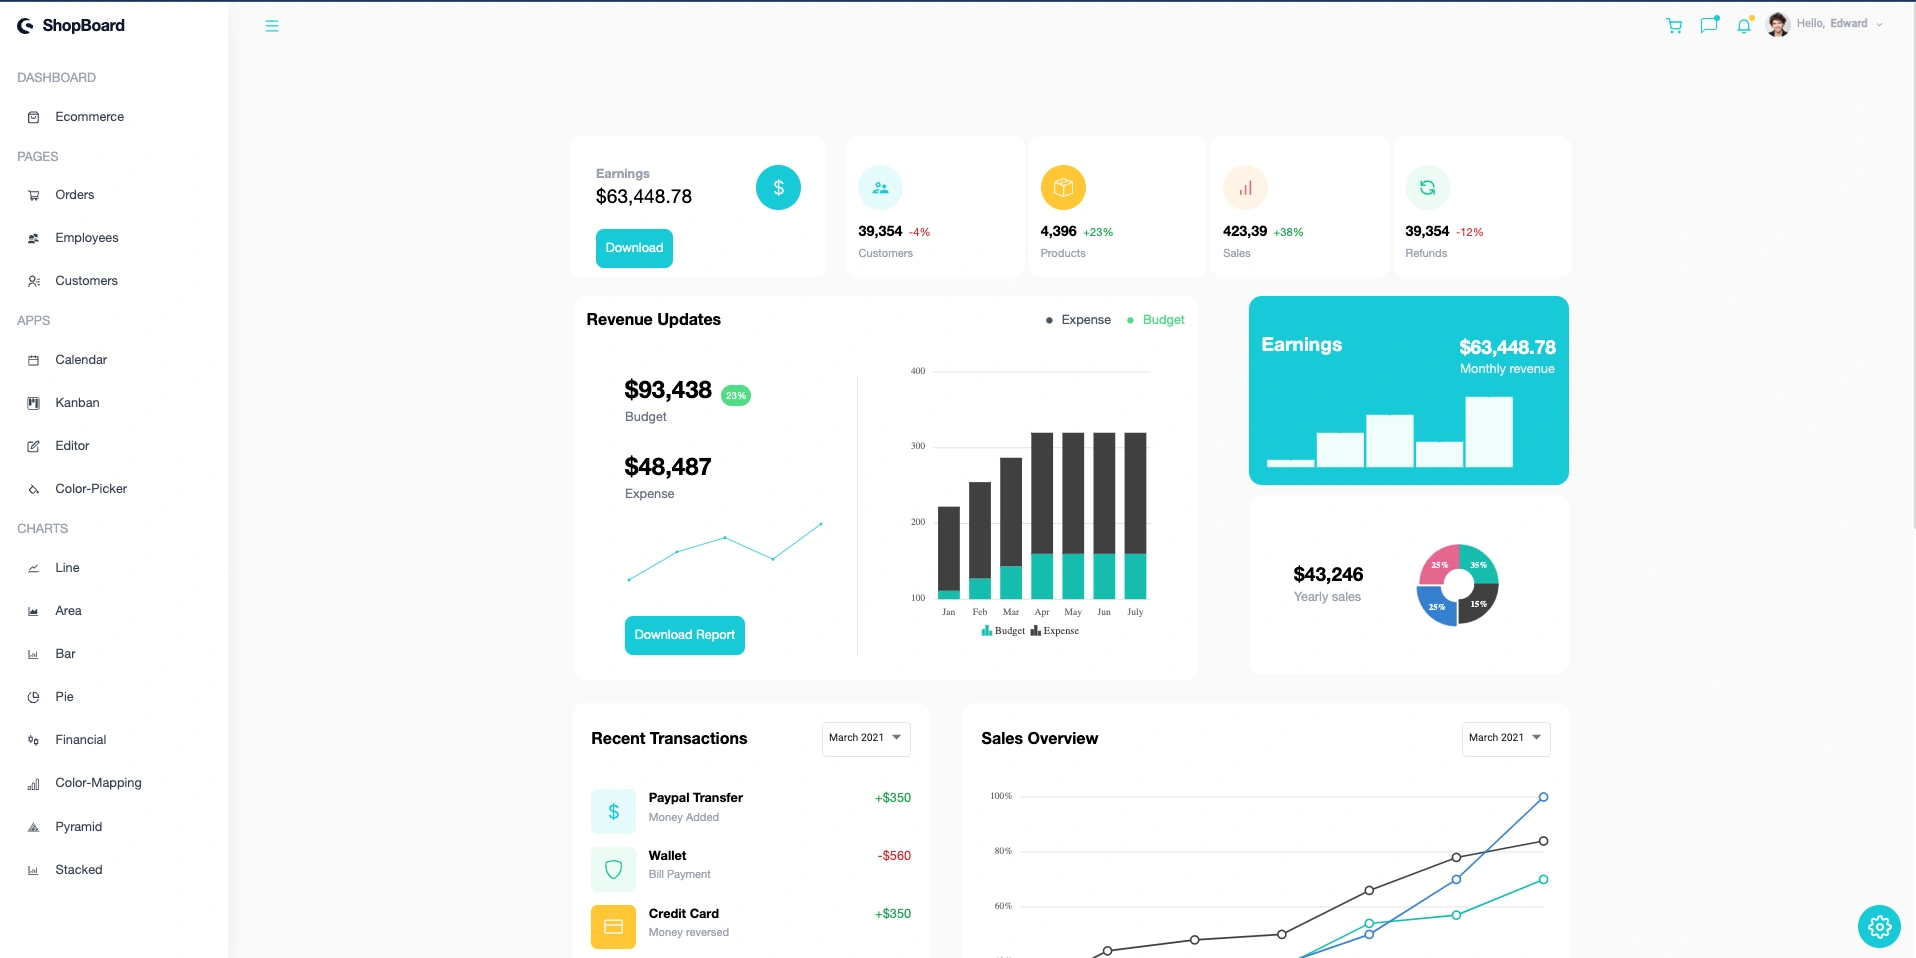 ShopBoard
Hello, Edward
DASHBOARD
Ecommerce
PAGES
Orders
Employees
Customers
APPS
Calendar
Kanban
Editor
Color-Picker
CHARTS
Line
Area
Bar
Pie
Financial
Color-Mapping
Pyramid
Stacked
Earnings
$63,448.78
$
Download
39,354 -4%
Customers
4,396 +23%
Products
423,39 +38%
Sales
39,354 -12%
Refunds
Revenue Updates
Expense
Budget
$93,438 23%
Budget
$48,487
Expense
Download Report
400
300
200
100
Jan Feb Mar Apr May Jun July
Budget Expense
Earnings
$63,448.78
Monthly revenue
$43,246
Yearly sales
25% 35%
25% 15%
Recent Transactions
March 2021
$
Paypal Transfer +$350
Money Added
Wallet -$560
Bill Payment
Credit Card +$350
Money reversed
Sales Overview
March 2021
100%
80%
60%